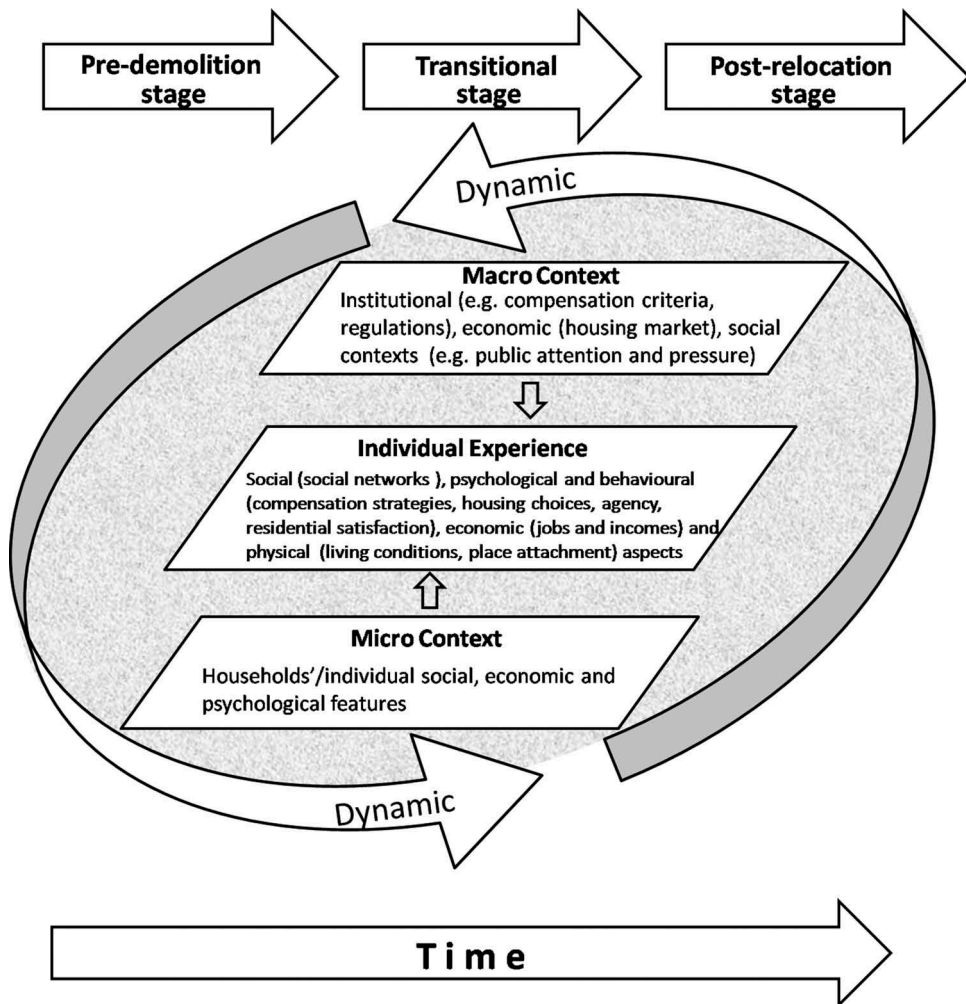 Pre-demolition
stage
Transitional
stage
Post-relocation
stage
Dynamic
Macro Context
Institutional (e.g. compensation criteria,
regulations), economic (housing market), social
contexts (e.g. public attention and pressure)
Individual Experience
Social (social networks ), psychological and behavioural
(compensation strategies, housing choices, agency,
residential satisfaction), economic (jobs and incomes) and
physical (living conditions, place attachment) aspects
Micro Context
Households’/individual social, economic and
psychological features
Dynamic
Time